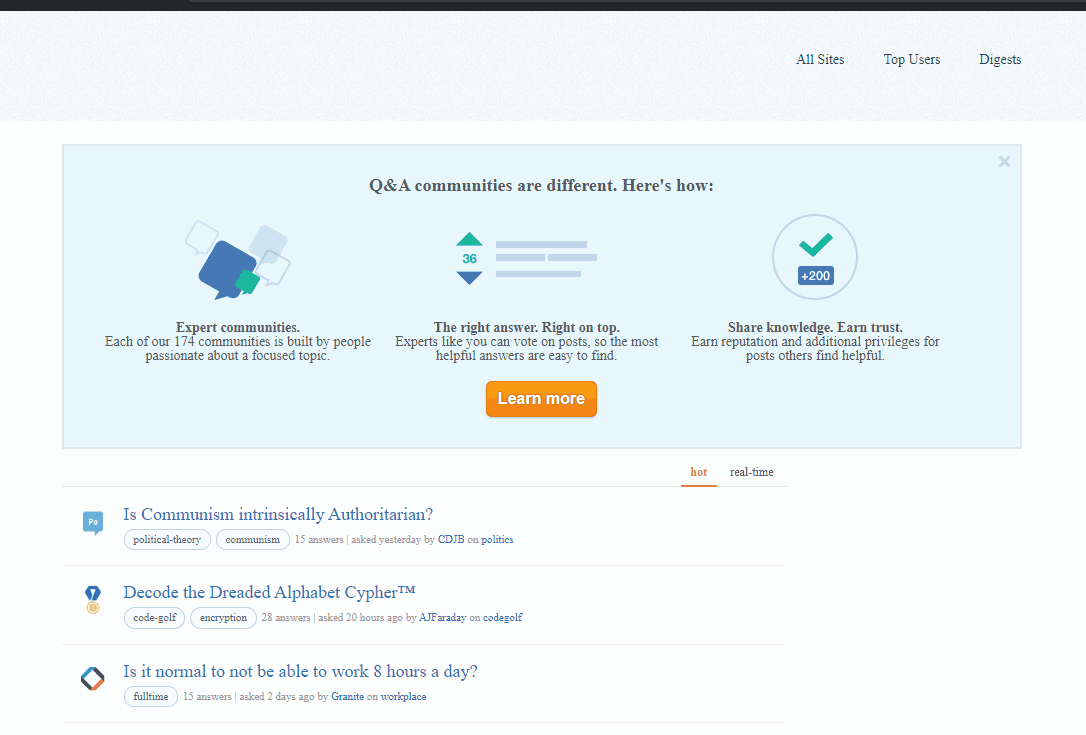 All Sites Top Users Digests
Q&A communities are different. Here's how:
36
+200
Expert communities.
Each of our 174 communities is built by people
passionate about a focused topic.
The right answer. Right on top.
Experts like you can vote on posts, so the most
helpful answers are easy to find.
Share knowledge. Earn trust.
Earn reputation and additional privileges for
posts others find helpful.
Learn more
hot real-time
Po
Is Communism intrinsically Authoritarian?
political-theory communism 15 answers | asked yesterday by CDJB on politics
Decode the Dreaded Alphabet Cypher™
code-golf encryption 28 answers | asked 20 hours ago by AJFaraday on codegolf
Is it normal to not be able to work 8 hours a day?
fulltime 15 answers | asked 2 days ago by Granite on workplace